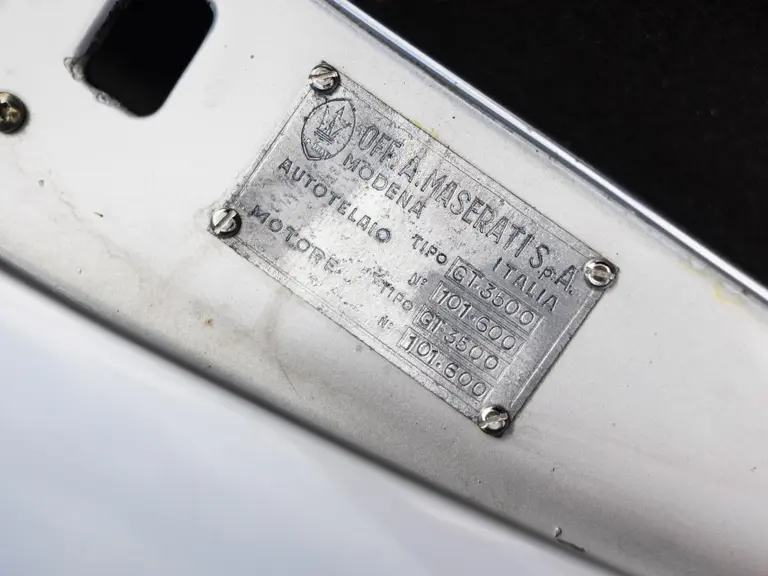 OFF. A. MASERATI S.p.A.
MODENA ITALIA
AUTOTELAIO TIPO GT-3500
Nº 101·600
MOTORE TIPO GT-3500
Nº 101·600